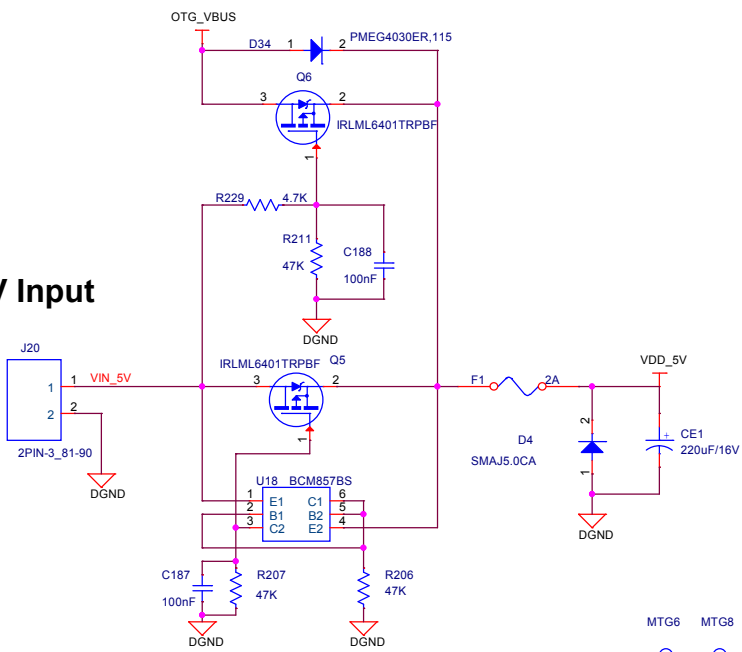 OTG_VBUS
D34 1 2 PMEG4030ER,115
Q6
3 2
IRLML6401TRPBF
1
R229 4.7K
R211
47K
C188
100nF
V Input
DGND
J20
IRLML6401TRPBF Q5
VDD_5V
1 1 VIN_5V
3 2
F1 2A
2 2
1
2PIN-3_81-90
DGND
D4
SMAJ5.0CA
2
1
+ CE1
220uF/16V
U18 BCM857BS
1 E1 C1 6
2 B1 B2 5
3 C2 E2 4
DGND
C187
100nF
R207
47K
R206
47K
DGND
DGND
MTG6 MTG8